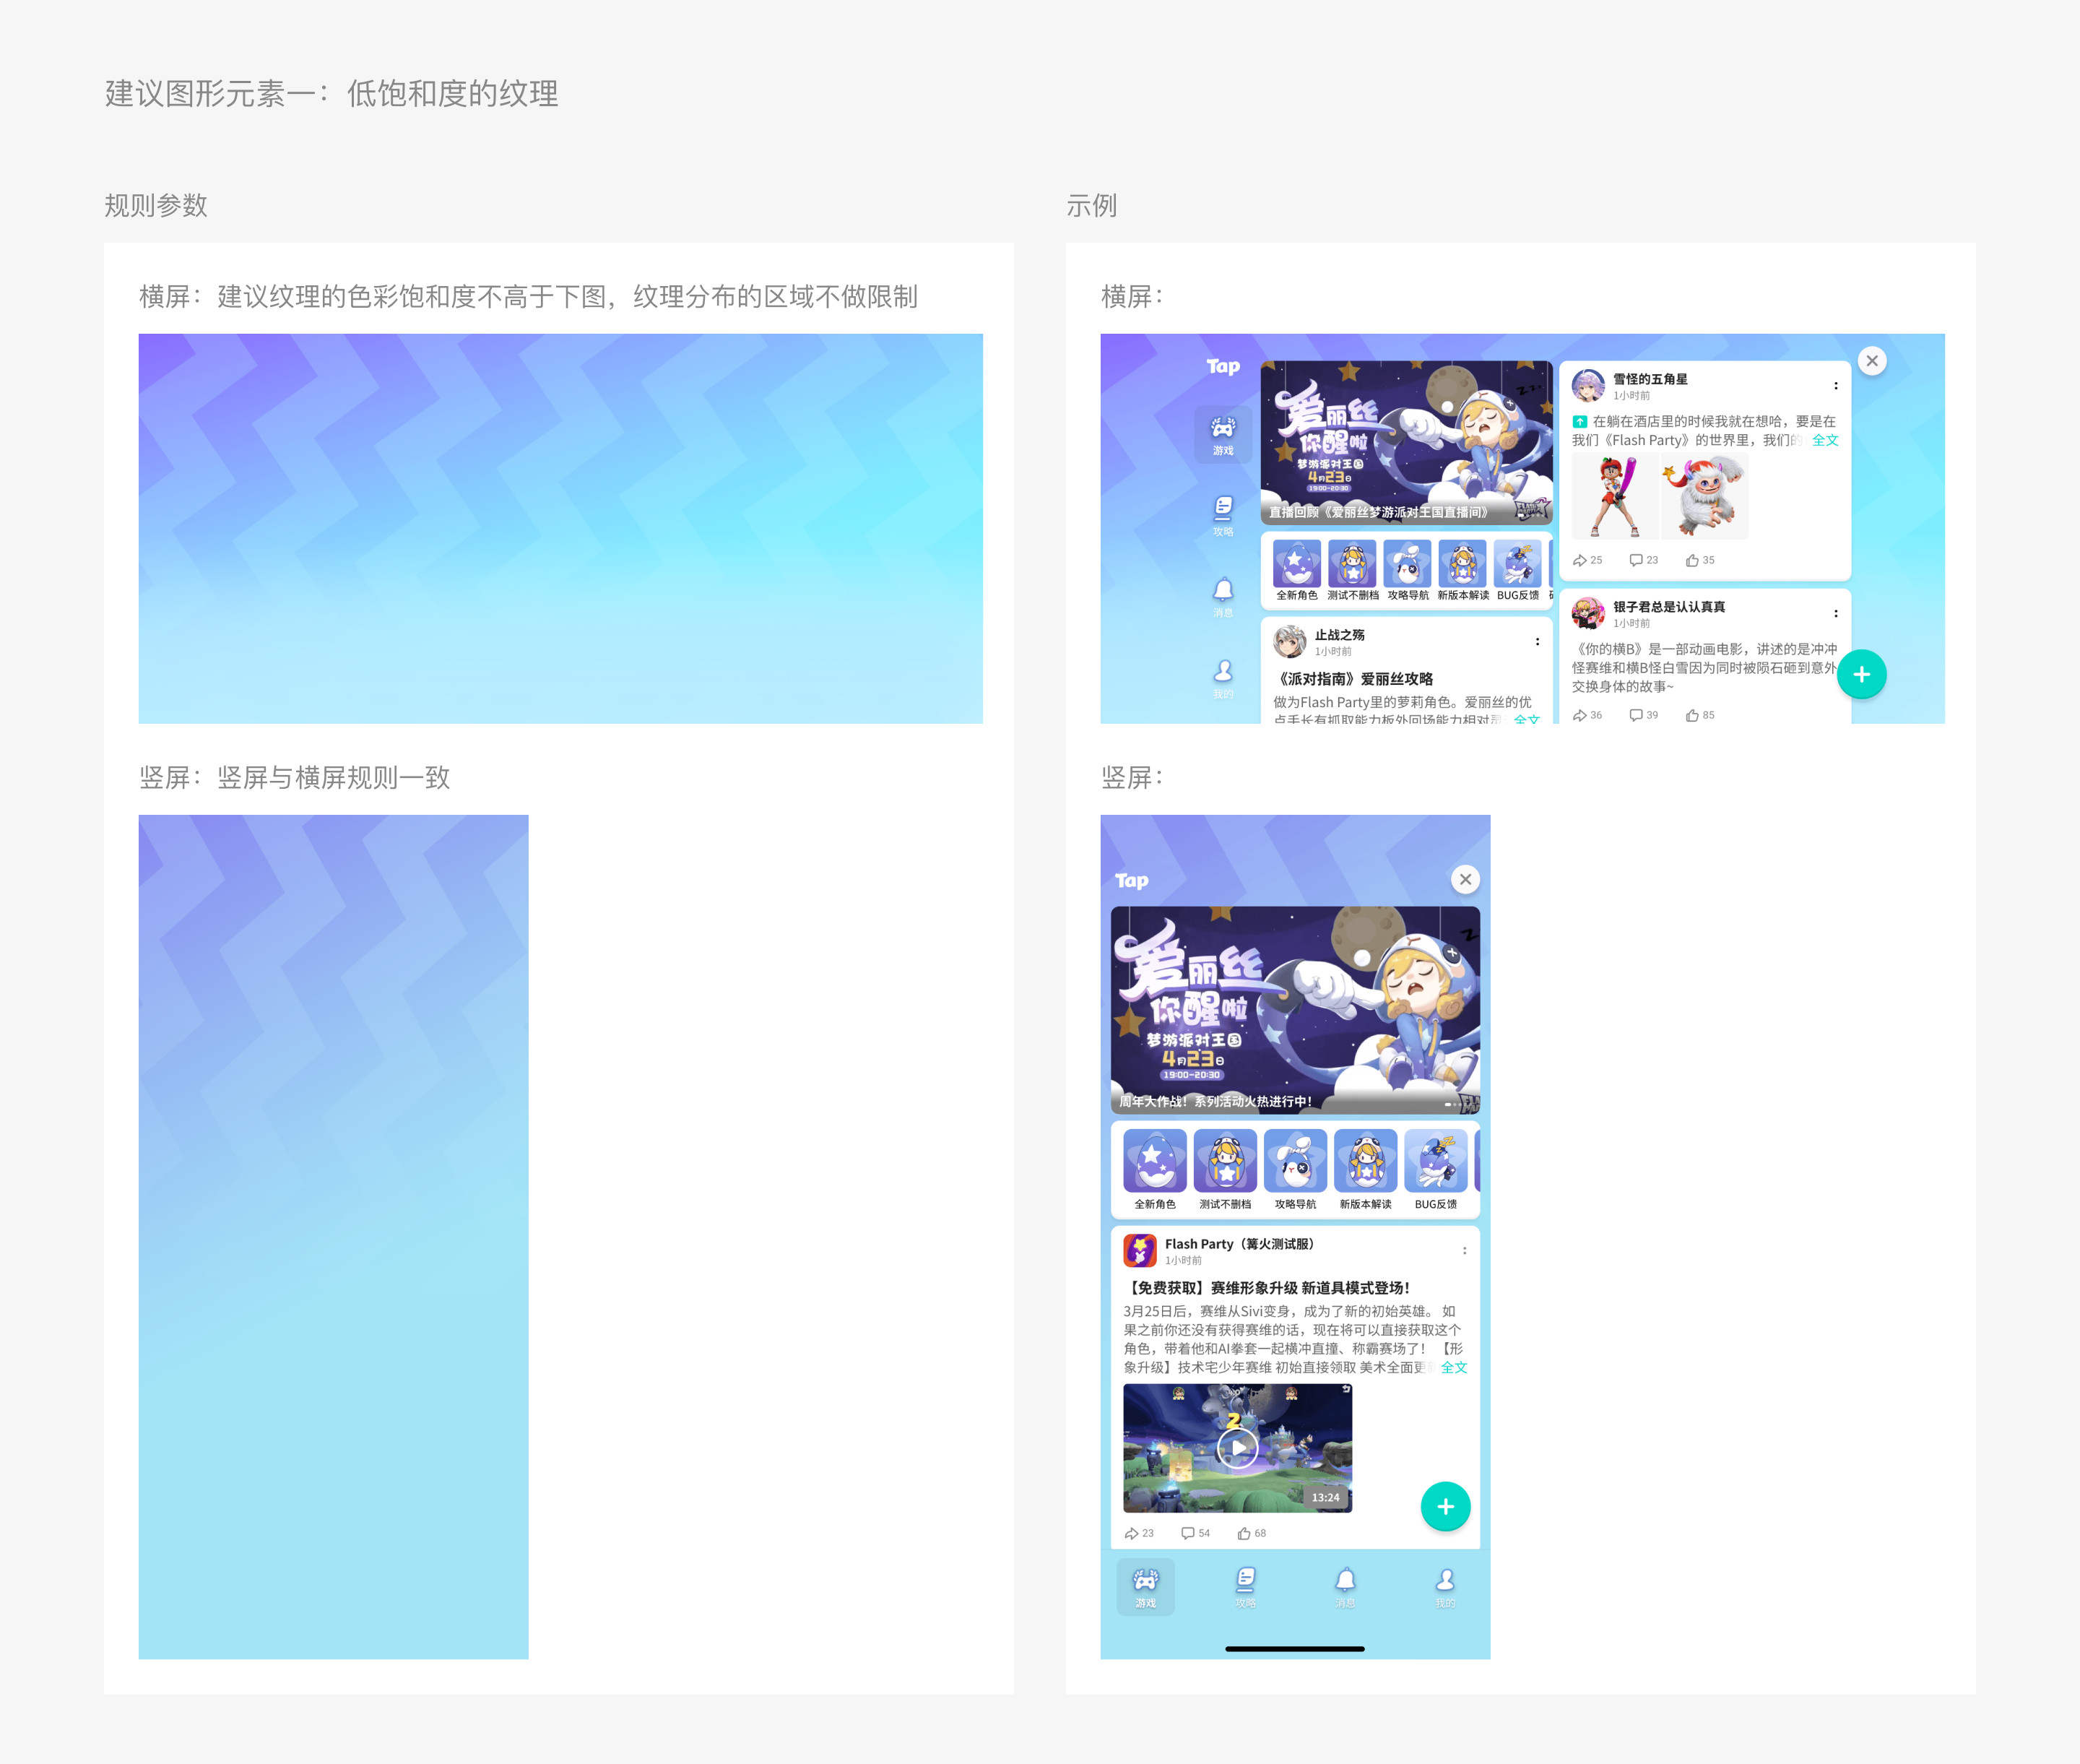 建议图形元素一：低饱和度的纹理
规则参数
横屏：建议纹理的色彩饱和度不高于下图，纹理分布的区域不做限制
竖屏：竖屏与横屏规则一致
示例
横屏：
Tap
游戏
攻略
消息
我的
爱丽丝
你醒啦
梦游派对王国
4月23日
19:00-20:30
直播回顾《爱丽丝梦游派对王国直播间》
全新角色
测试不删档
攻略导航
新版本解读
BUG反馈
止战之殇
1小时前
《派对指南》爱丽丝攻略
做为Flash Party里的萝莉角色。爱丽丝的优
点手长有抓取能力板外回场能力相对 全文
雪怪的五角星
1小时前
在躺在酒店里的时候我就在想哈，要是在
我们《Flash Party》的世界里，我们的 全文
25 23 35
银子君总是认认真真
1小时前
《你的横B》是一部动画电影，讲述的是冲冲
怪赛维和横B怪白雪因为同时被陨石砸到意外
交换身体的故事~
36 39 85
竖屏：
Tap
爱丽丝
你醒啦
梦游派对王国
4月23日
19:00-20:30
周年大作战！系列活动火热进行中！
全新角色
测试不删档
攻略导航
新版本解读
BUG反馈
Flash Party（篝火测试服）
1小时前
【免费获取】赛维形象升级 新道具模式登场！
3月25日后，赛维从Sivi变身，成为了新的初始英雄。 如
果之前你还没有获得赛维的话，现在将可以直接获取这个
角色，带着他和AI拳套一起横冲直撞、称霸赛场了！ 【形
象升级】技术宅少年赛维 初始直接领取 美术全面更 全文
2
13:24
23 54 68
游戏
攻略
消息
我的